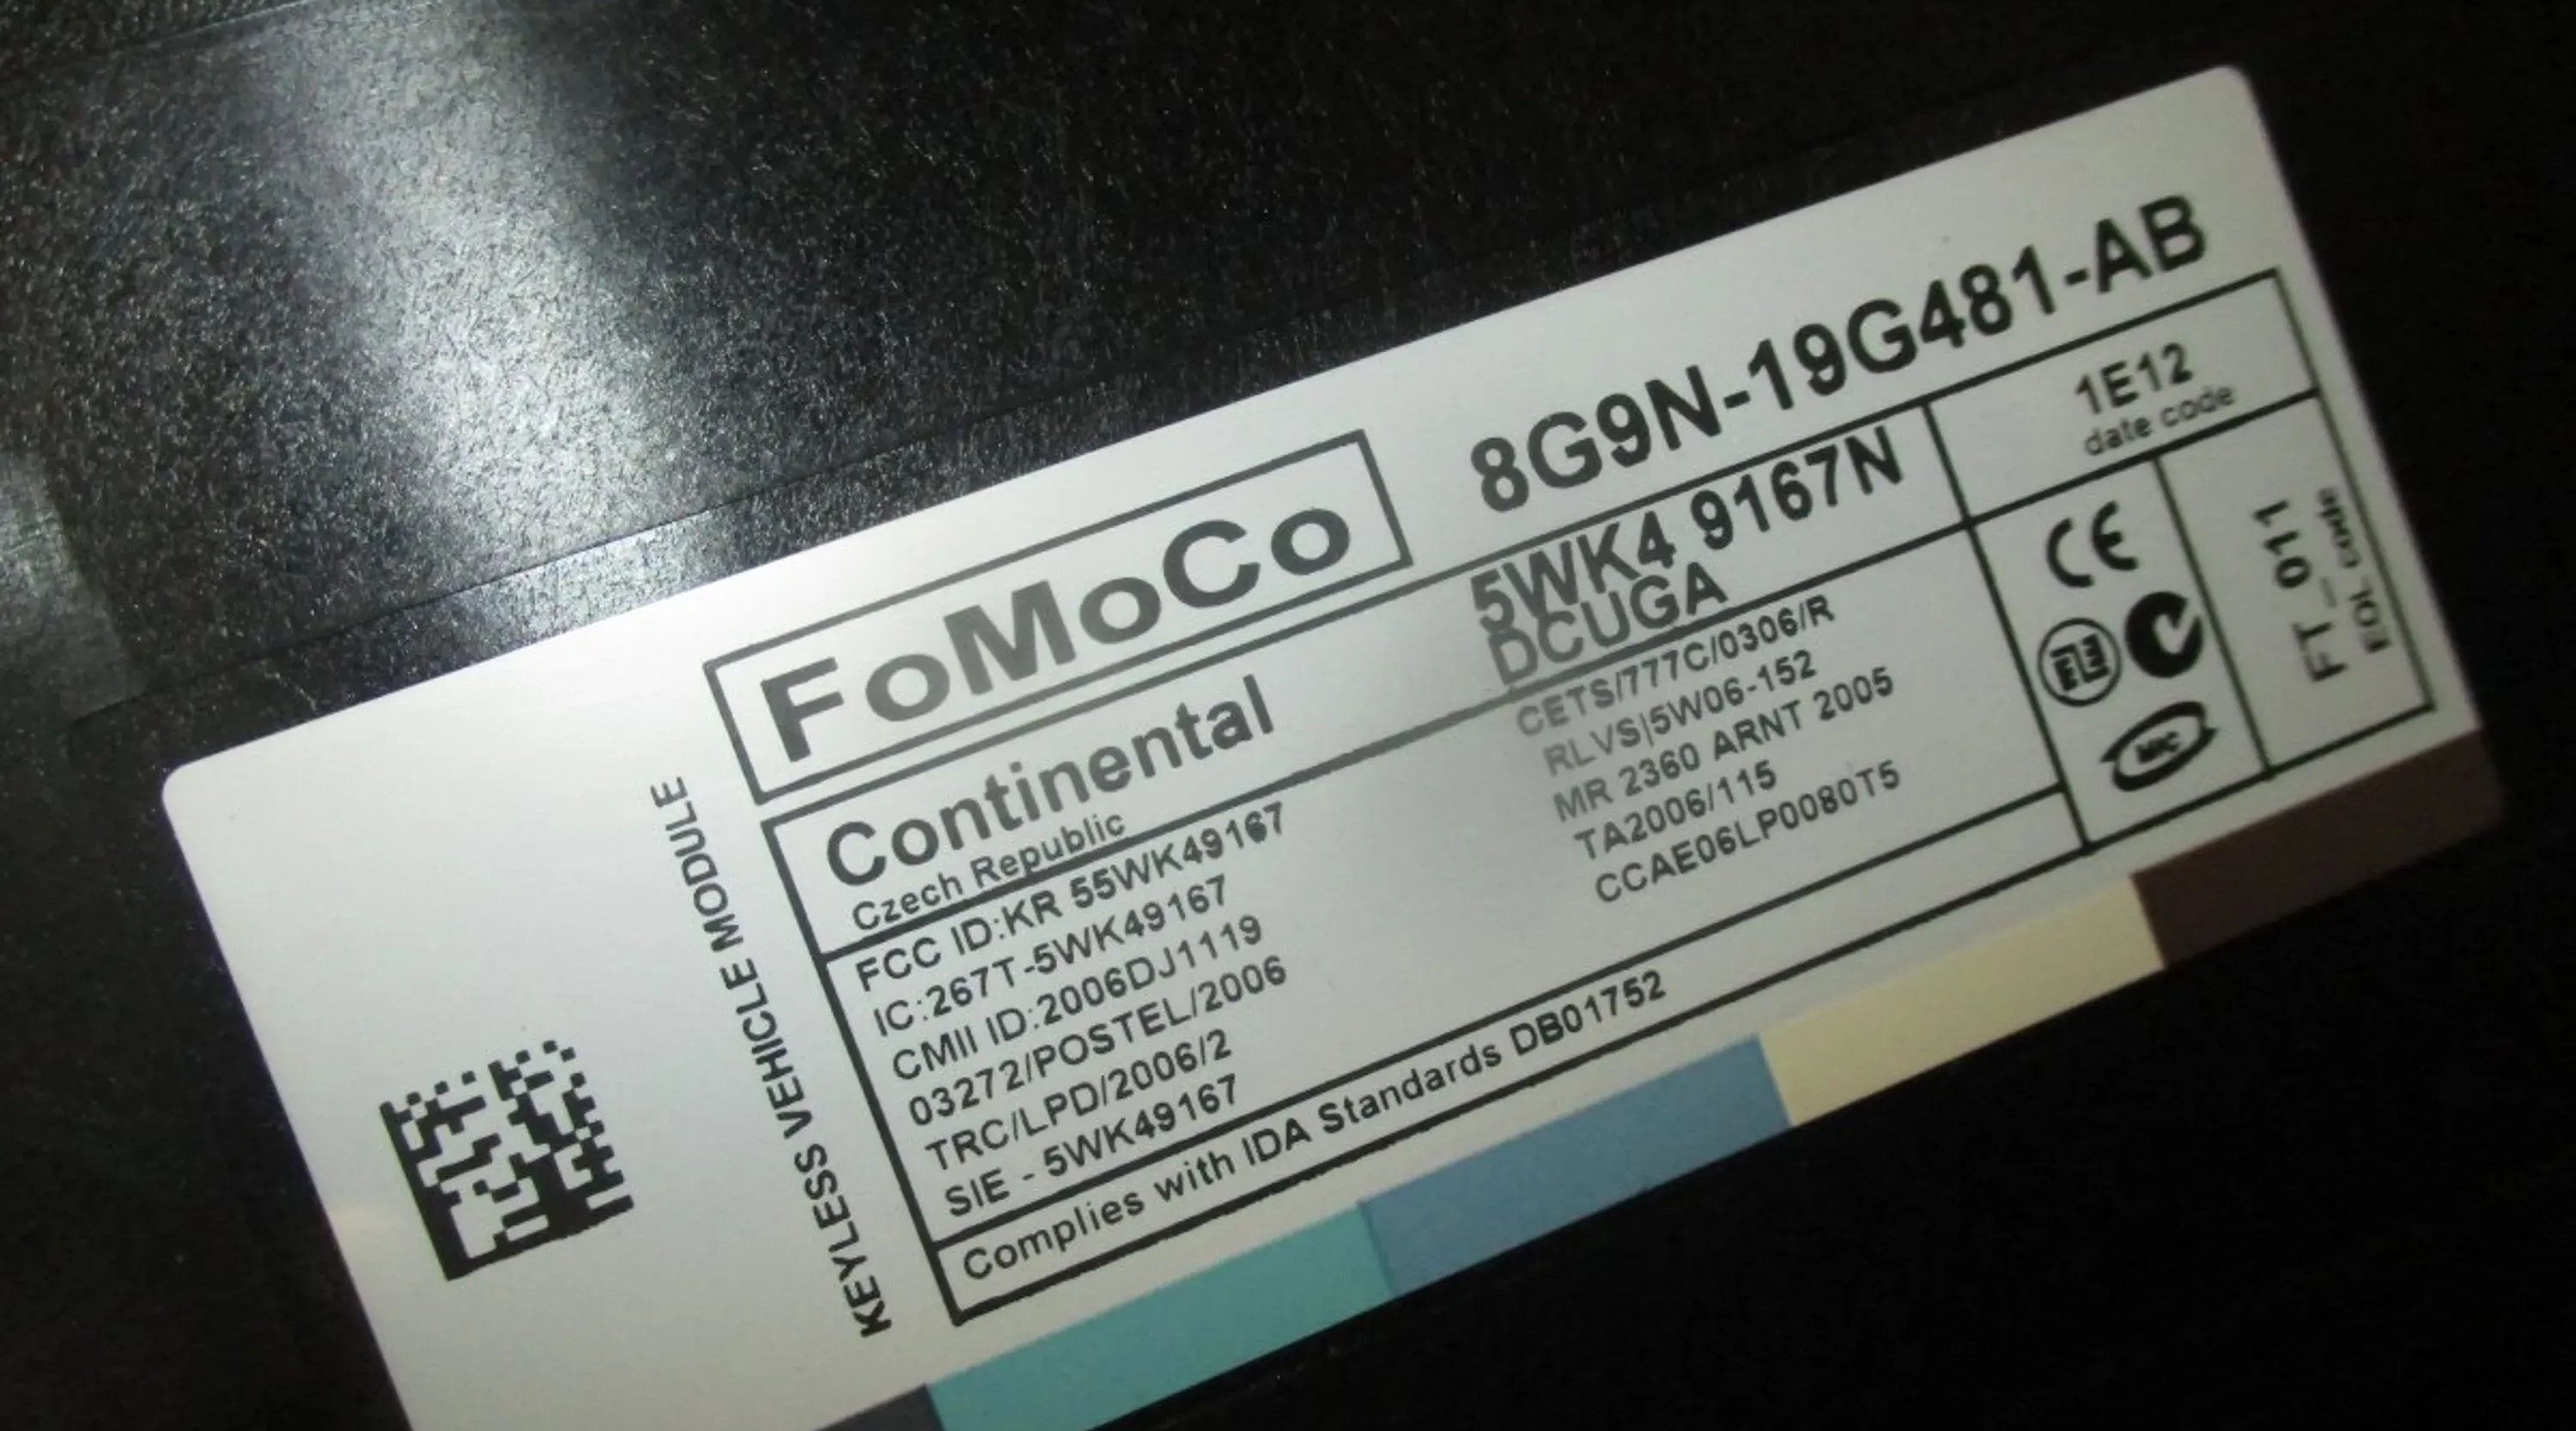 FoMoCo
8G9N-19G481-AB
Continental
Czech Republic
5WK4 9167N
DCUGA
1E12
date code
FCC ID:KR 55WK49167
IC:267T-5WK49167
CMII ID:2006DJ1119
03272/POSTEL/2006
TRC/LPD/2006/2
SIE - 5WK49167
CETS/777C/0306/R
RLVS|5W06-152
MR 2360 ARNT 2005
TA2006/115
CCAE06LP0080T5
CE
MIC
FT_011
EOL code
Complies with IDA Standards DB01752
KEYLESS VEHICLE MODULE